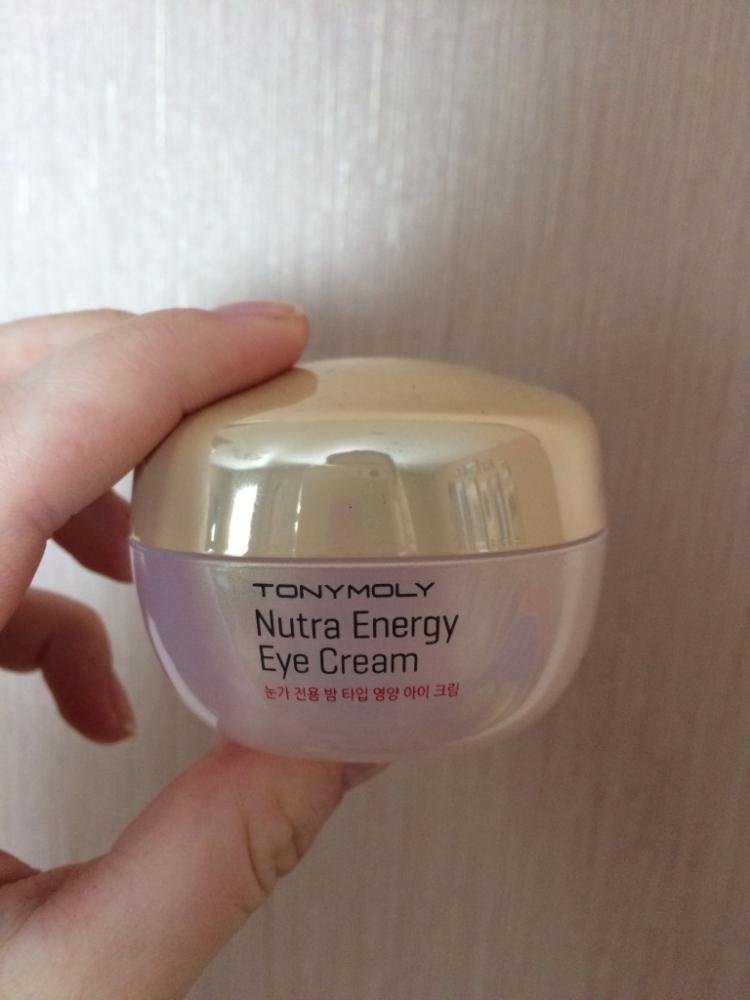 TONYMOLY
Nutra Energy
Eye Cream
눈가 전용 밤 타입 영양 아이 크림